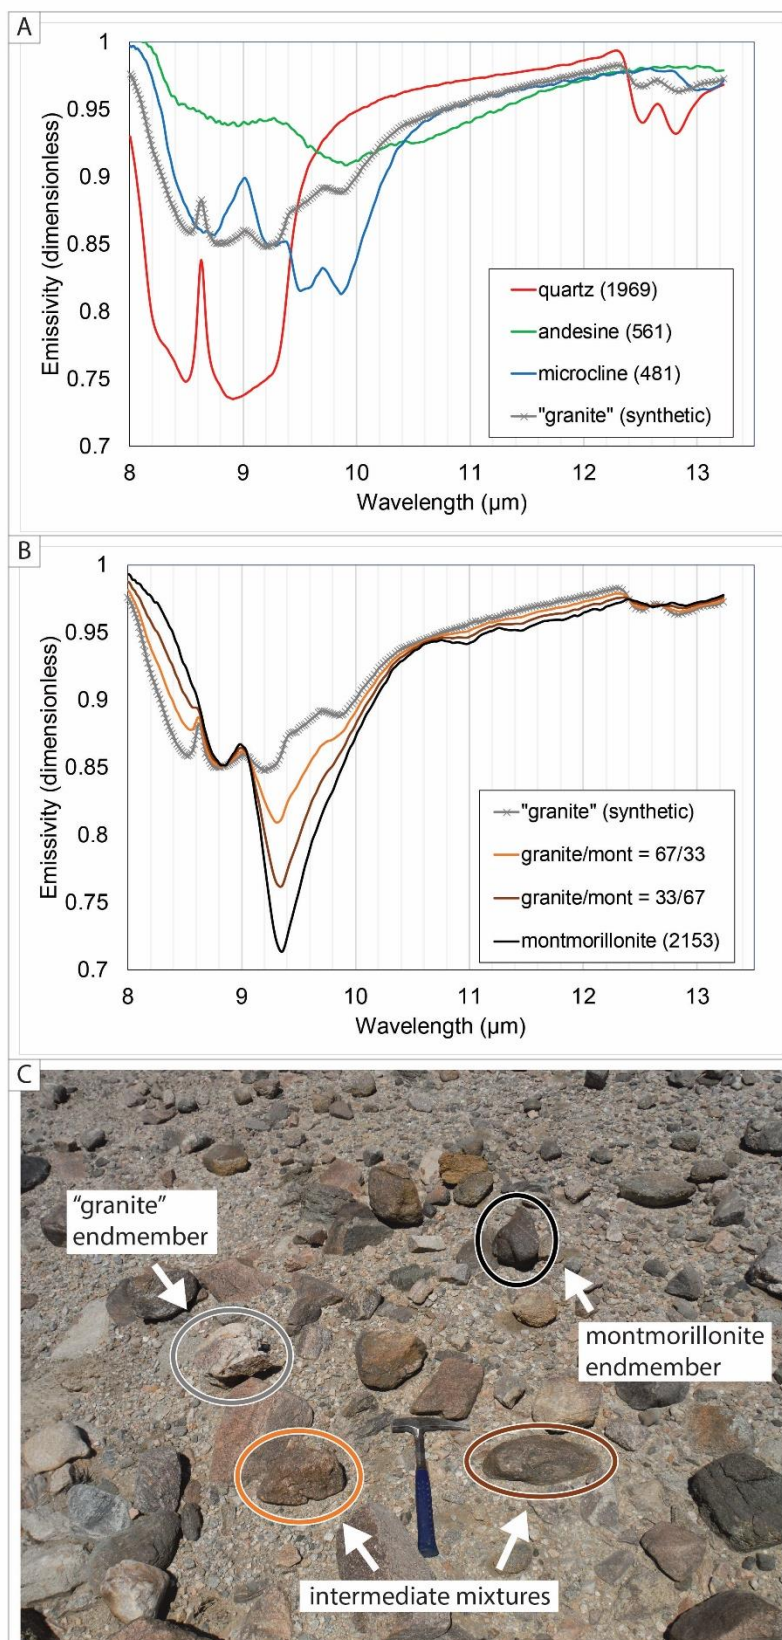 A
1
0.95
0.9
0.85
0.8
0.75
0.7
Emissivity (dimensionless)
quartz (1969)
andesine (561)
microcline (481)
"granite" (synthetic)
8 9 10 11 12 13
Wavelength (µm)
B
1
0.95
0.9
0.85
0.8
0.75
0.7
Emissivity (dimensionless)
"granite" (synthetic)
granite/mont = 67/33
granite/mont = 33/67
montmorillonite (2153)
8 9 10 11 12 13
Wavelength (µm)
C
“granite”
endmember
montmorillonite
endmember
intermediate mixtures